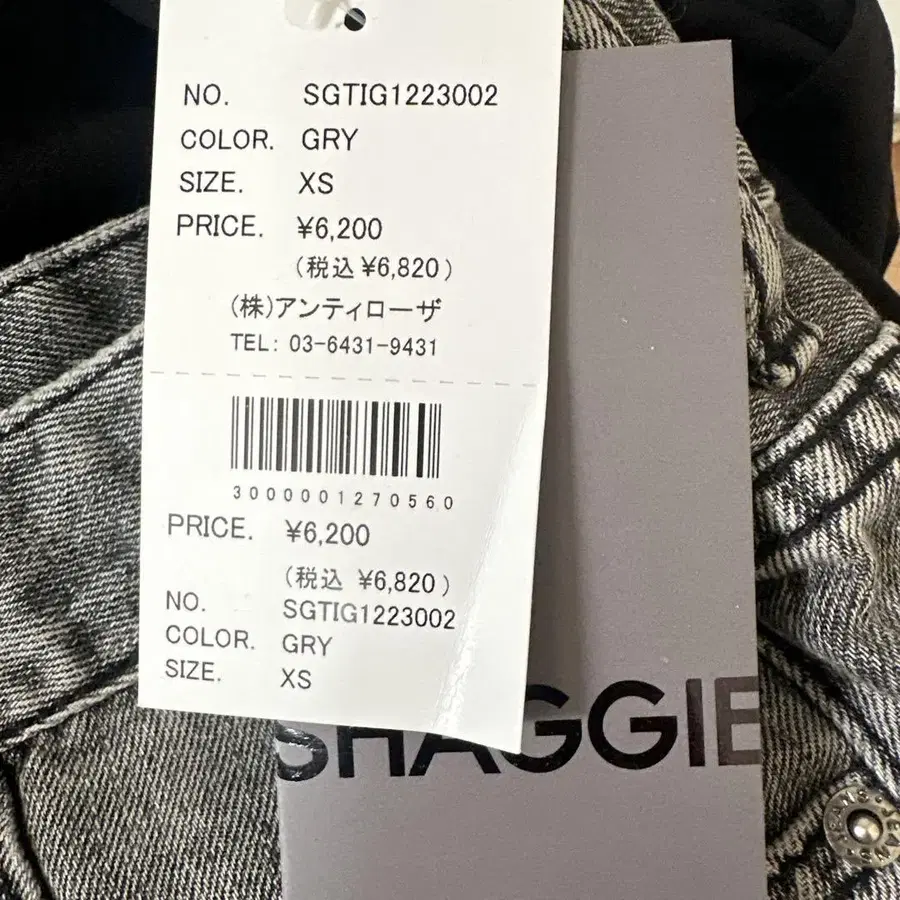 NO. SGTIG1223002
COLOR. GRY
SIZE. XS
PRICE. ¥6,200
(税込 ¥6,820)
(株)アンティローザ
TEL: 03-6431-9431
3000001270560
PRICE. ¥6,200
(税込 ¥6,820)
NO. SGTIG1223002
COLOR. GRY
SIZE. XS
SHAGGIE